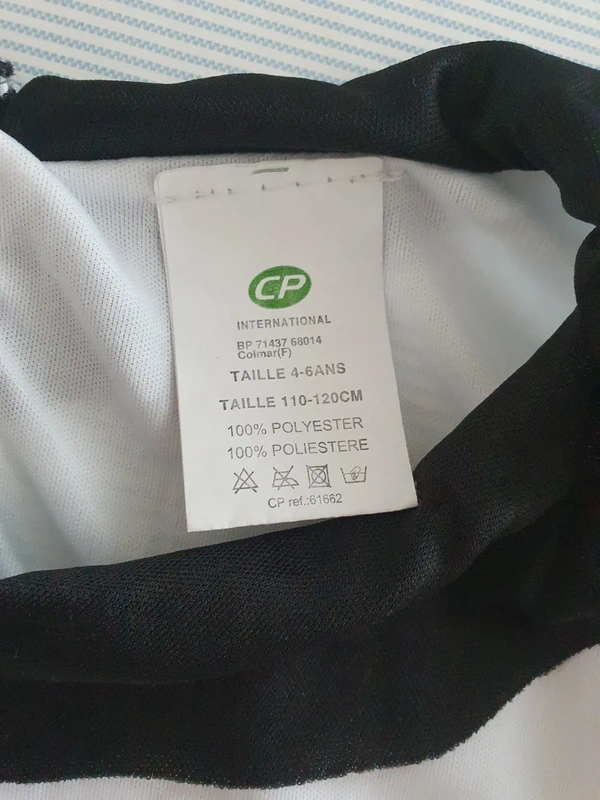 CP
INTERNATIONAL
BP 71437 68014
Colmar(F)
TAILLE 4-6ANS
TAILLE 110-120CM
100% POLYESTER
100% POLIESTERE
CP ref.:61662